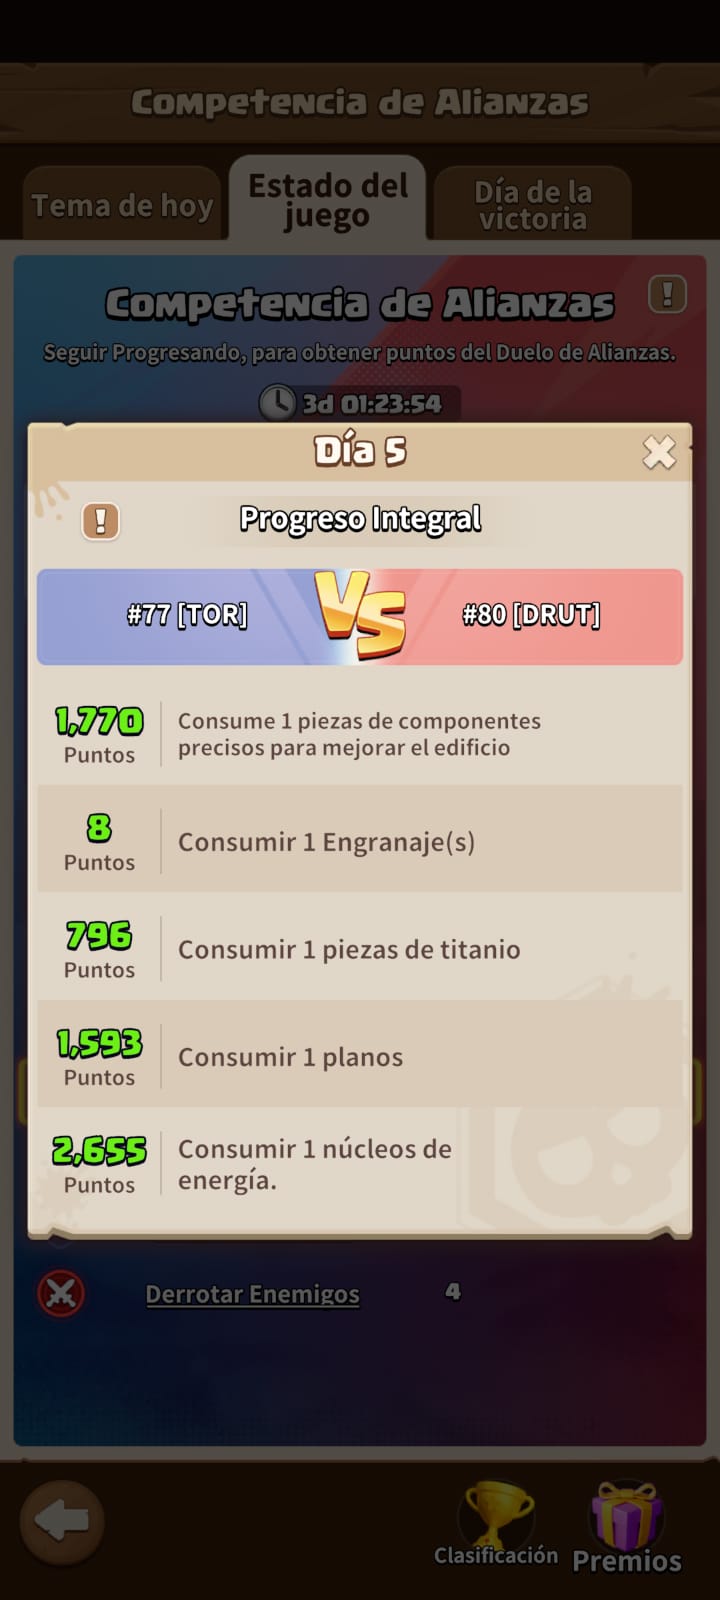 Competencia de Alianzas
Tema de hoy
Estado del
juego
Día de la
victoria
Competencia de Alianzas
Seguir Progresando, para obtener puntos del Duelo de Alianzas.
3d 01:23:54
Día 5
Progreso Integral
#77 [TOR]
VS
#80 [DRUT]
1,770
Puntos
Consume 1 piezas de componentes
precisos para mejorar el edificio
8
Puntos
Consumir 1 Engranaje(s)
796
Puntos
Consumir 1 piezas de titanio
1,593
Puntos
Consumir 1 planos
2,655
Puntos
Consumir 1 núcleos de
energía.
Derrotar Enemigos
4
Clasificación
Premios